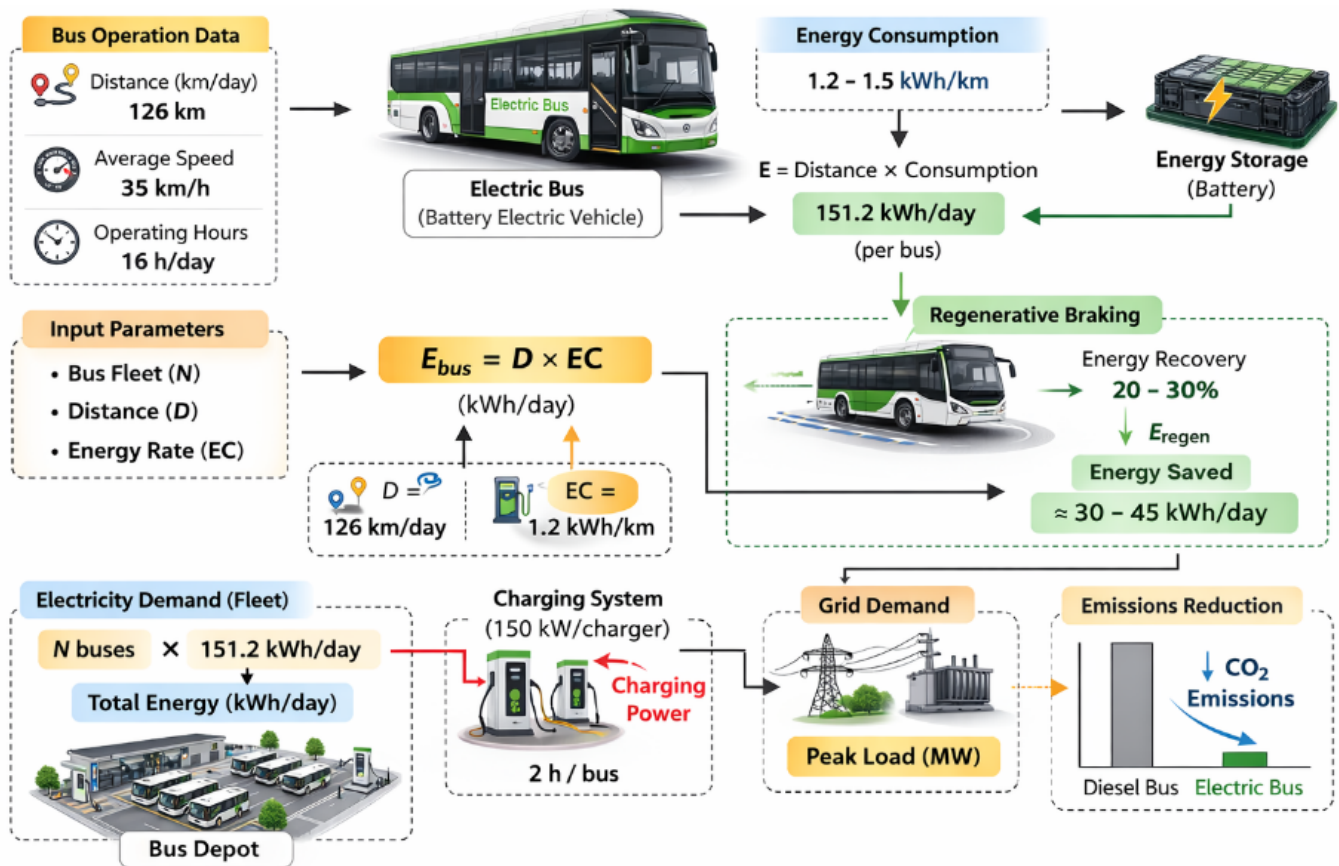 Bus Operation Data
Distance (km/day)
126 km
Average Speed
35 km/h
Operating Hours
16 h/day
Electric Bus
Electric Bus
(Battery Electric Vehicle)
Energy Consumption
1.2 – 1.5 kWh/km
E = Distance × Consumption
151.2 kWh/day
(per bus)
Energy Storage
(Battery)
Input Parameters
• Bus Fleet (N)
• Distance (D)
• Energy Rate (EC)
E_bus = D × EC
(kWh/day)
D =
126 km/day
EC =
1.2 kWh/km
Regenerative Braking
Energy Recovery
20 – 30%
E_regen
Energy Saved
≈ 30 – 45 kWh/day
Electricity Demand (Fleet)
N buses × 151.2 kWh/day
Total Energy (kWh/day)
Bus Depot
Charging System
(150 kW/charger)
Charging
Power
2 h / bus
Grid Demand
Peak Load (MW)
Emissions Reduction
↓ CO₂
Emissions
Diesel Bus
Electric Bus